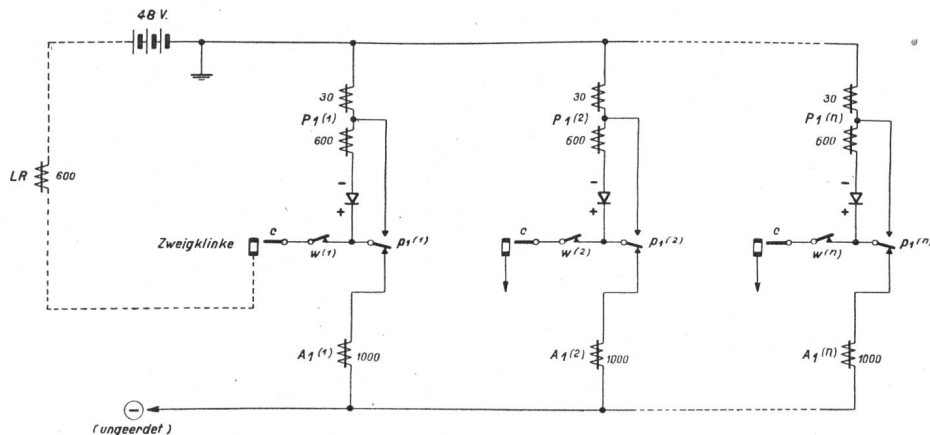 48 V.
30
P1(1)
600
30
P1(2)
600
30
P1(n)
600
LR
600
-
+
-
+
-
+
Zweigklinke
c
w(1)
p1(1)
c
w(2)
p1(2)
c
w(n)
p1(n)
A1(1)
1000
A1(2)
1000
A1(n)
1000
-
(ungeerdet)